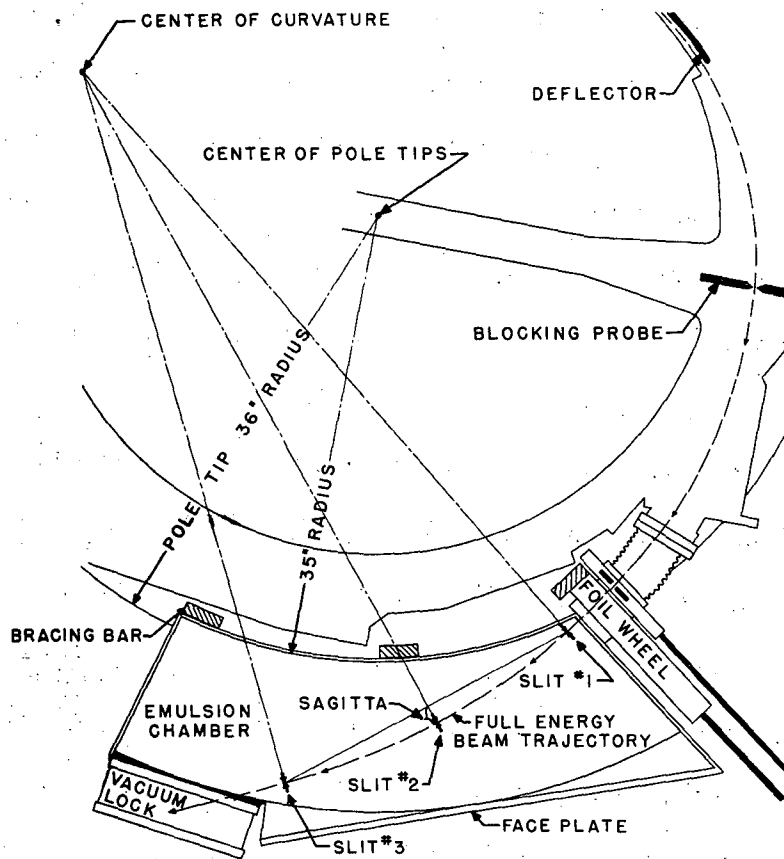 CENTER OF CURVATURE
DEFLECTOR
CENTER OF POLE TIPS
BLOCKING PROBE
POLE TIP 36" RADIUS
35" RADIUS
FOIL WHEEL
BRACING BAR
SLIT #1
SAGITTA
EMULSION
CHAMBER
FULL ENERGY
BEAM TRAJECTORY
SLIT #2
VACUUM
LOCK
FACE PLATE
SLIT #3